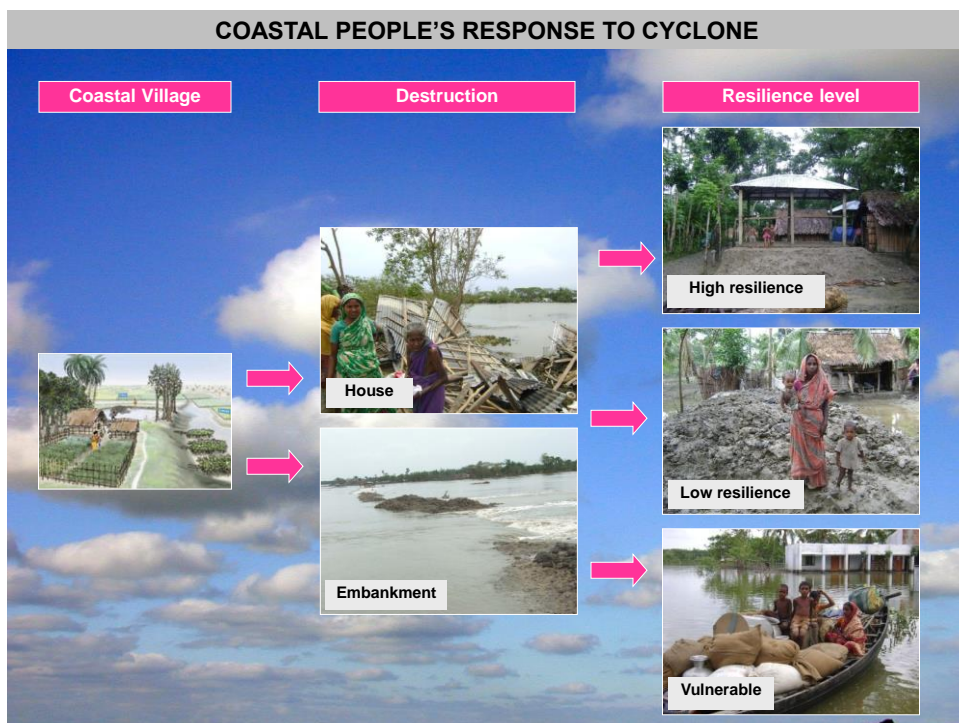 COASTAL PEOPLE’S RESPONSE TO CYCLONE
Coastal Village
Destruction
Resilience level
High resilience
House
Low resilience
Embankment
Vulnerable